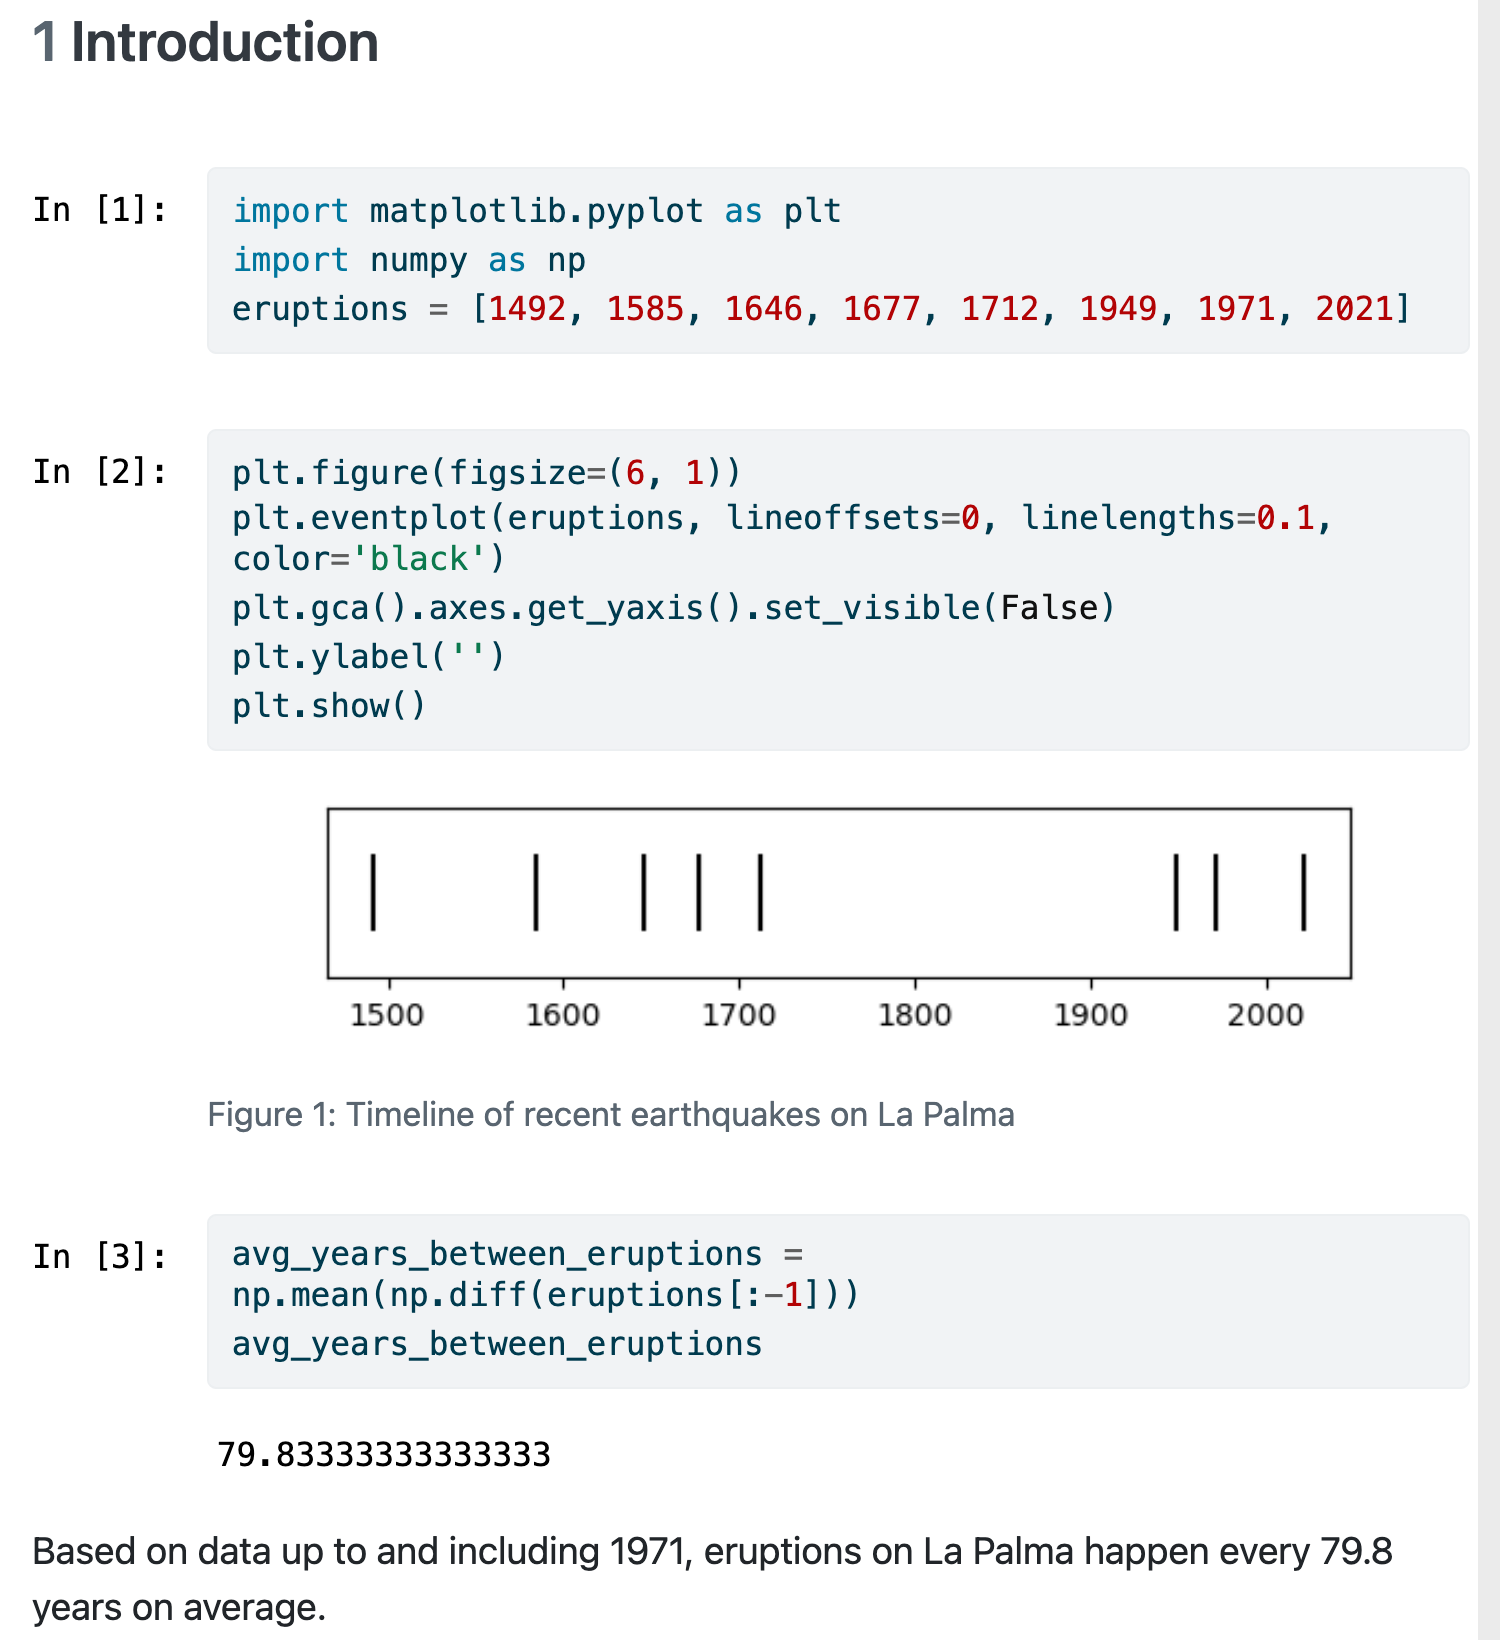 1 Introduction
In [1]:
import matplotlib.pyplot as plt
import numpy as np
eruptions = [1492, 1585, 1646, 1677, 1712, 1949, 1971, 2021]
In [2]:
plt.figure(figsize=(6, 1))
plt.eventplot(eruptions, lineoffsets=0, linelengths=0.1,
color='black')
plt.gca().axes.get_yaxis().set_visible(False)
plt.ylabel('')
plt.show()
1500 1600 1700 1800 1900 2000
Figure 1: Timeline of recent earthquakes on La Palma
In [3]:
avg_years_between_eruptions =
np.mean(np.diff(eruptions[:-1]))
avg_years_between_eruptions
79.83333333333333
Based on data up to and including 1971, eruptions on La Palma happen every 79.8
years on average.